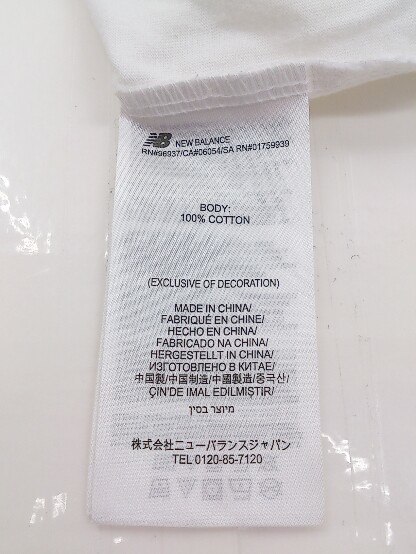 NB NEW BALANCE
RN#96937/CA#06054/SA RN#01759939
BODY:
100% COTTON
(EXCLUSIVE OF DECORATION)
MADE IN CHINA/
FABRIQUÉ EN CHINE/
HECHO EN CHINA/
FABRICADO NA CHINA/
HERGESTELLT IN CHINA/
ИЗГОТОВЛЕНО В КИТАЕ/
中国製/中国制造/中國製造/중국산/
ÇIN'DE IMAL EDILMIŞTIR/
מיוצר בסין
株式会社ニューバランスジャパン
TEL 0120-85-7120